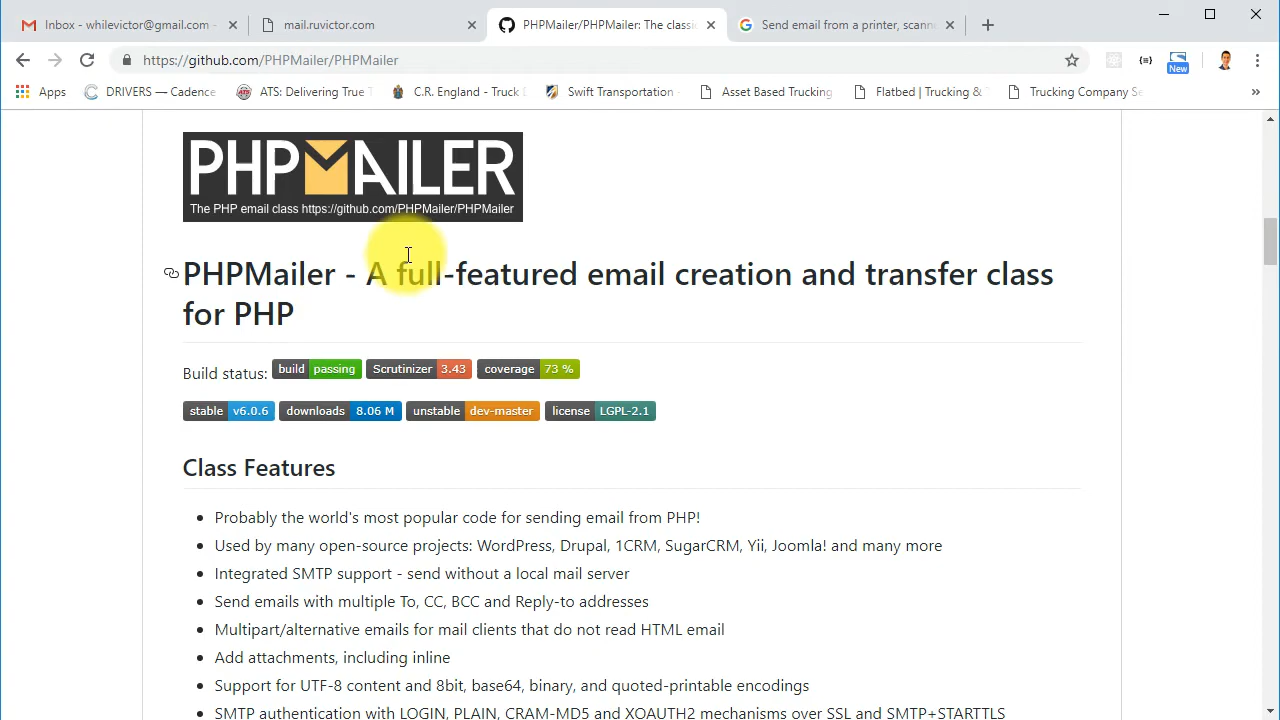 Inbox - whilevictor@gmail.com -
mail.ruvictor.com
PHPMailer/PHPMailer: The classic
Send email from a printer, scanne
https://github.com/PHPMailer/PHPMailer
New
Apps
DRIVERS — Cadence
ATS: Delivering True T
C.R. England - Truck D
Swift Transportation -
Asset Based Trucking
Flatbed | Trucking &
Trucking Company Se
PHPMAILER
The PHP email class https://github.com/PHPMailer/PHPMailer
PHPMailer - A full-featured email creation and transfer class
for PHP
Build status: build passing Scrutinizer 3.43 coverage 73 %
stable v6.0.6 downloads 8.06 M unstable dev-master license LGPL-2.1
Class Features
Probably the world's most popular code for sending email from PHP!
Used by many open-source projects: WordPress, Drupal, 1CRM, SugarCRM, Yii, Joomla! and many more
Integrated SMTP support - send without a local mail server
Send emails with multiple To, CC, BCC and Reply-to addresses
Multipart/alternative emails for mail clients that do not read HTML email
Add attachments, including inline
Support for UTF-8 content and 8bit, base64, binary, and quoted-printable encodings
SMTP authentication with LOGIN, PLAIN, CRAM-MD5 and XOAUTH2 mechanisms over SSL and SMTP+STARTTLS